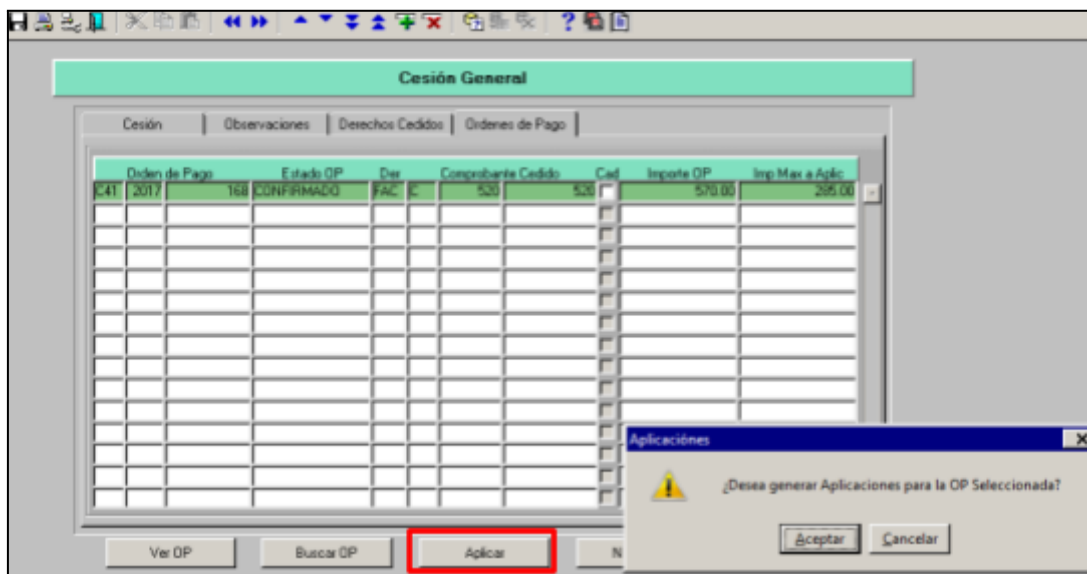 Cesión General
Cesión Observaciones Derechos Cedidos Ordenes de Pago
Orden de Pago Estado OP Der Comprobante Cedido Cad Importe OP Imp Max a Aplic
C41 2017 168 CONFIRMADO FAC C 520 520 570.00 285.00
Aplicaciónes
¿Desea generar Aplicaciones para la OP Seleccionada?
Aceptar Cancelar
Ver OP Buscar OP Aplicar N